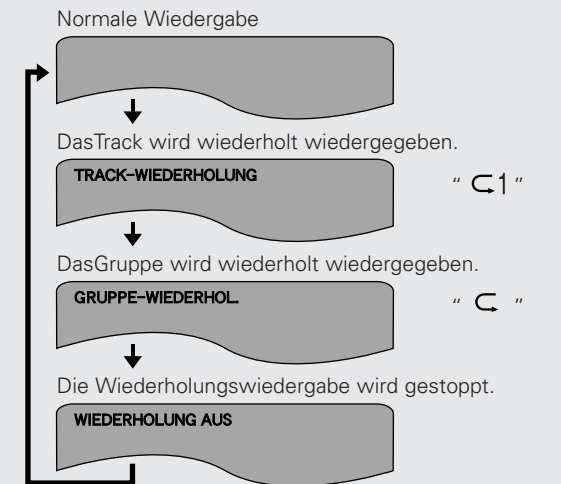 Normale Wiedergabe
DasTrack wird wiederholt wiedergegeben.
TRACK-WIEDERHOLUNG
“ ⊂1 ”
DasGruppe wird wiederholt wiedergegeben.
GRUPPE-WIEDERHOL.
“ ⊂ ”
Die Wiederholungswiedergabe wird gestoppt.
WIEDERHOLUNG AUS